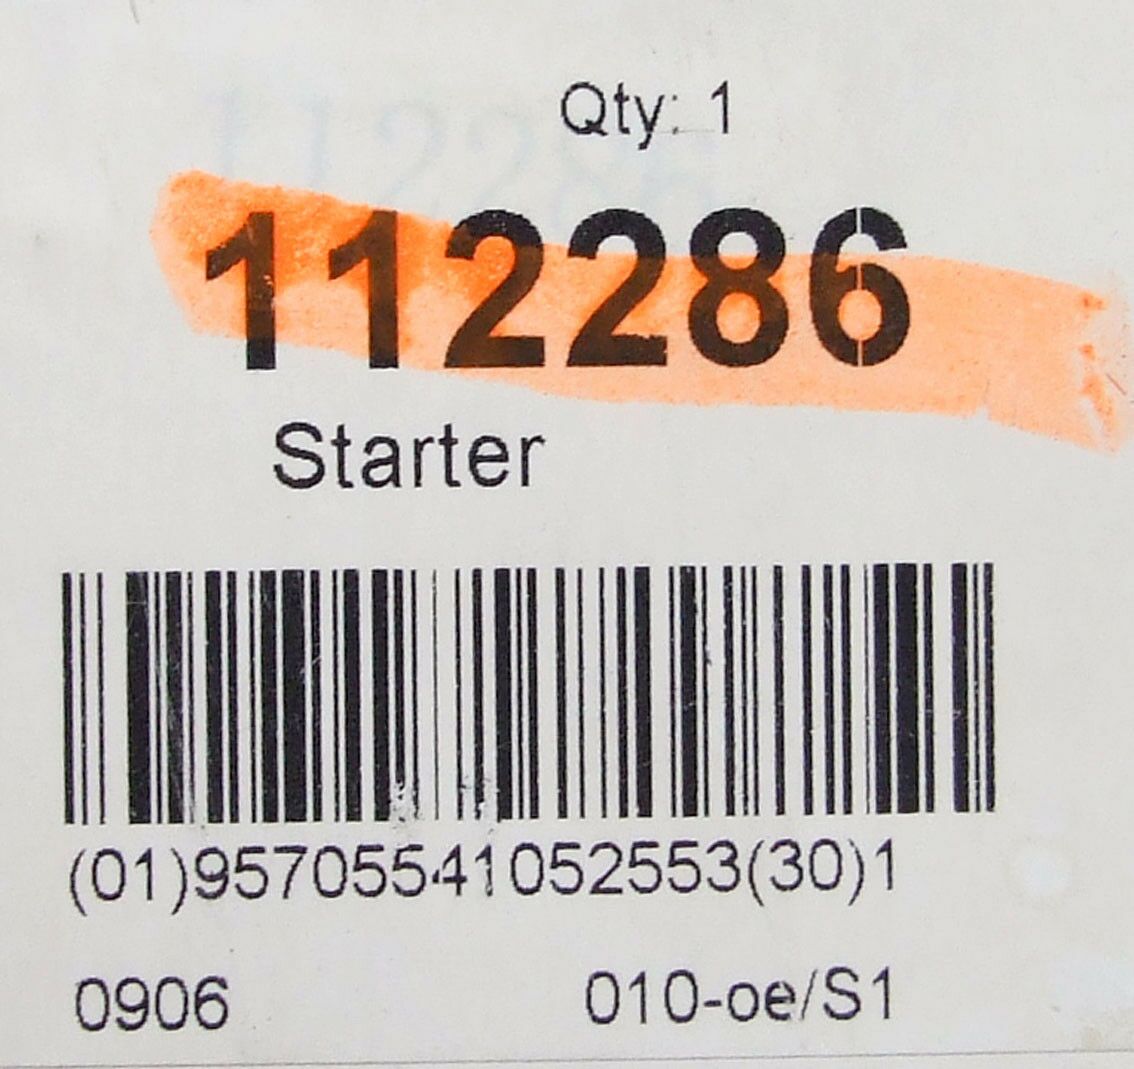 Qty: 1
112286
Starter
(01)95705541052553(30)1
0906
010-oe/S1